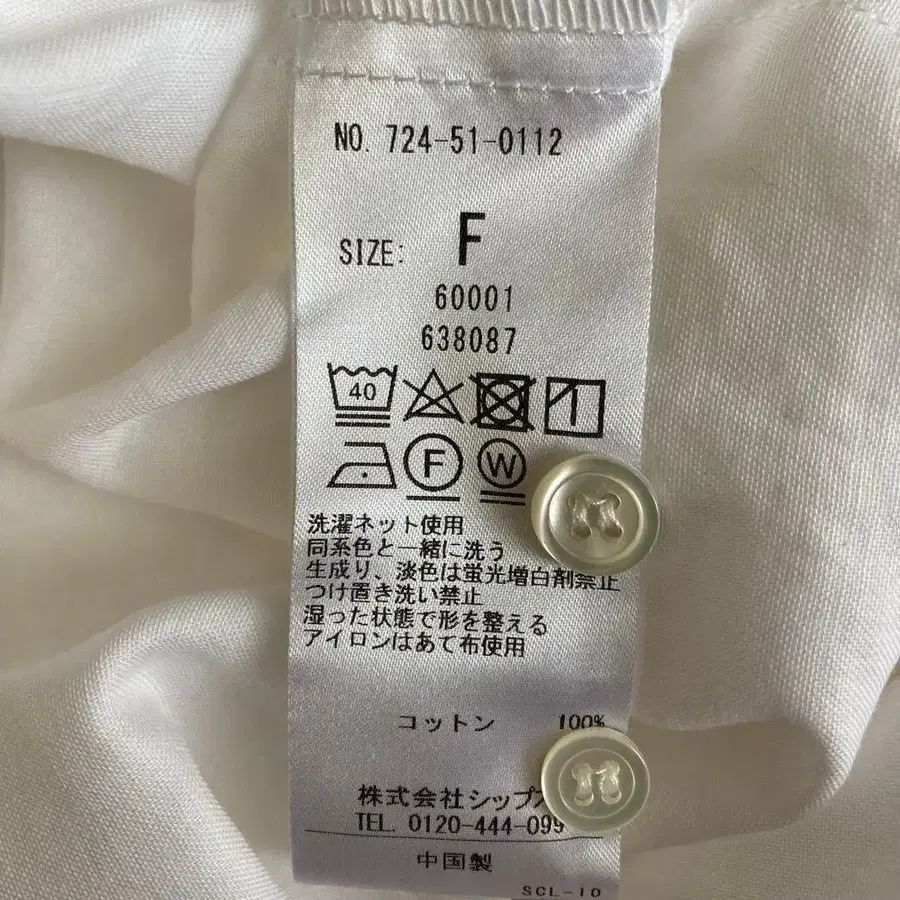 NO. 724-51-0112
SIZE: F
60001
638087
40
F W
洗濯ネット使用
同系色と一緒に洗う
生成り、淡色は蛍光増白剤禁止
つけ置き洗い禁止
湿った状態で形を整える
アイロンはあて布使用
コットン 100%
株式会社シップス
TEL. 0120-444-099
中国製
SCL-10